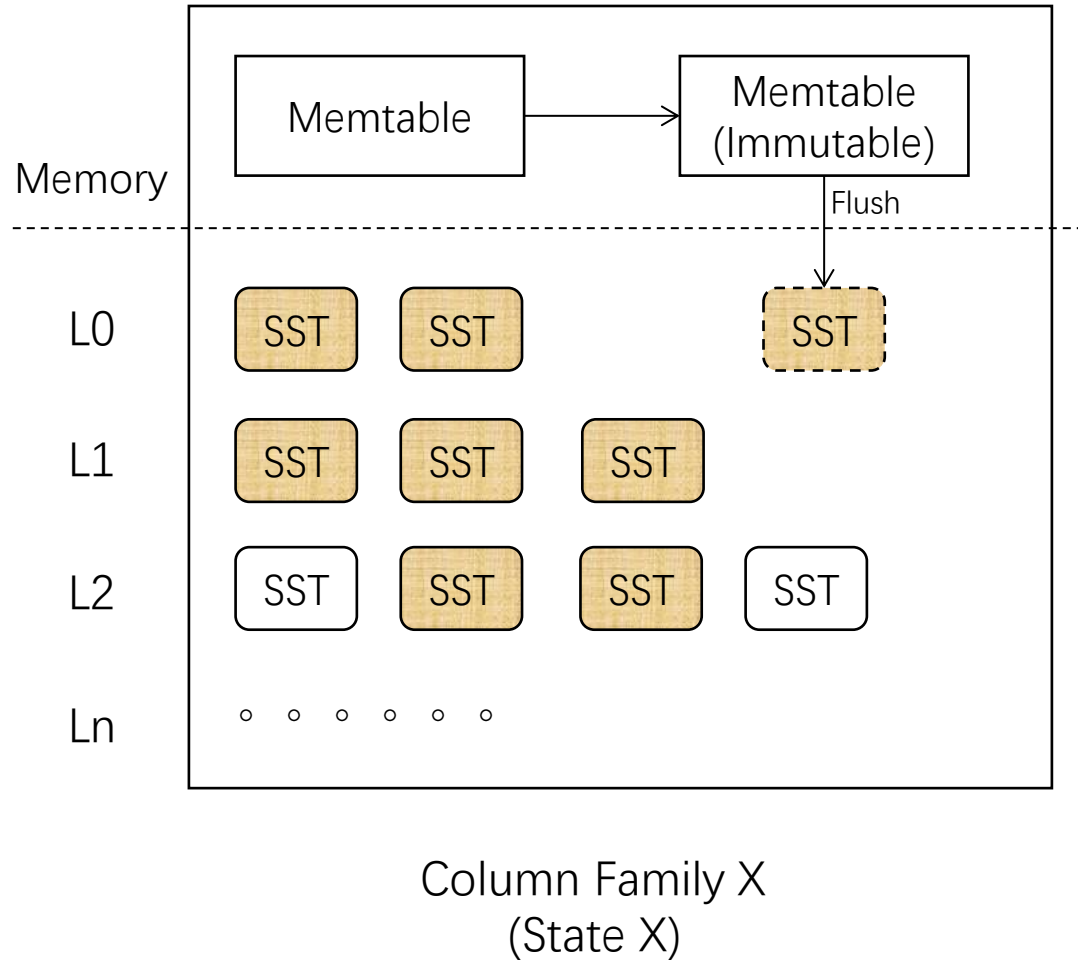 Memtable
Memtable
(Immutable)
Memory
Flush
L0
SST SST SST
L1
SST SST SST
L2
SST SST SST SST
Ln
Column Family X
(State X)